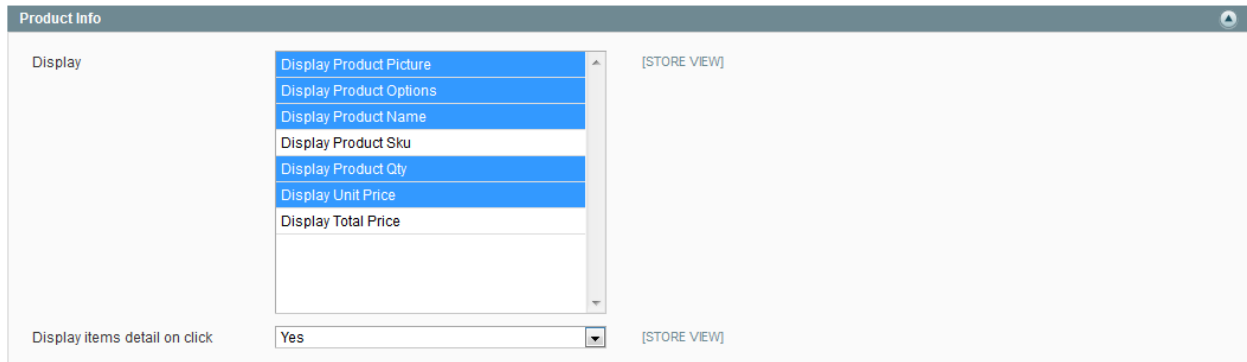 Product Info
Display
Display Product Picture
[STORE VIEW]
Display Product Options
Display Product Name
Display Product Sku
Display Product Qty
Display Unit Price
Display Total Price
Display items detail on click
Yes
[STORE VIEW]